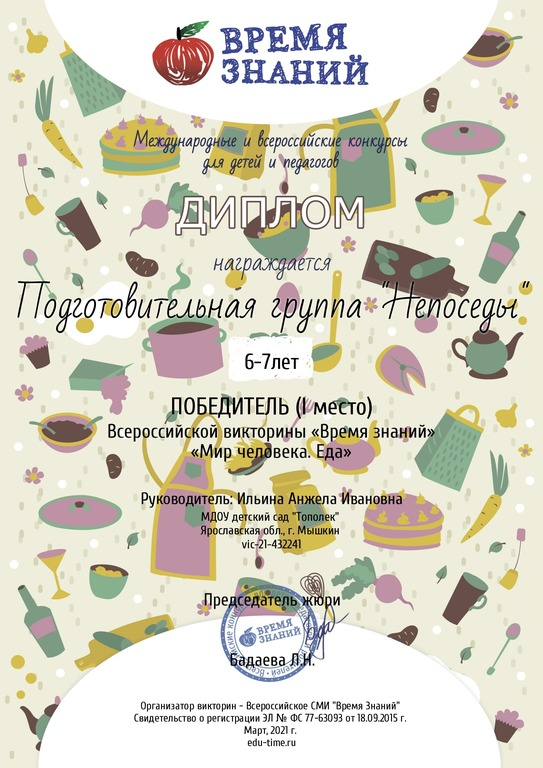 ВРЕМЯ
ЗНАНИЙ
Международные и всероссийские конкурсы
для детей и педагогов
ДИПЛОМ
награждается
Подготовительная группа "Непоседы"
6-7лет
ПОБЕДИТЕЛЬ (I место)
Всероссийской викторины «Время знаний»
«Мир человека. Еда»
Руководитель: Ильина Анжела Ивановна
МДОУ детский сад "Тополек"
Ярославская обл., г. Мышкин
vic-21-432241
Председатель жюри
ВРЕМЯ
ЗНАНИЙ
Бадаева Л.Н.
Организатор викторин - Всероссийское СМИ "Время Знаний"
Свидетельство о регистрации ЭЛ № ФС 77-63093 от 18.09.2015 г.
Март, 2021 г.
edu-time.ru